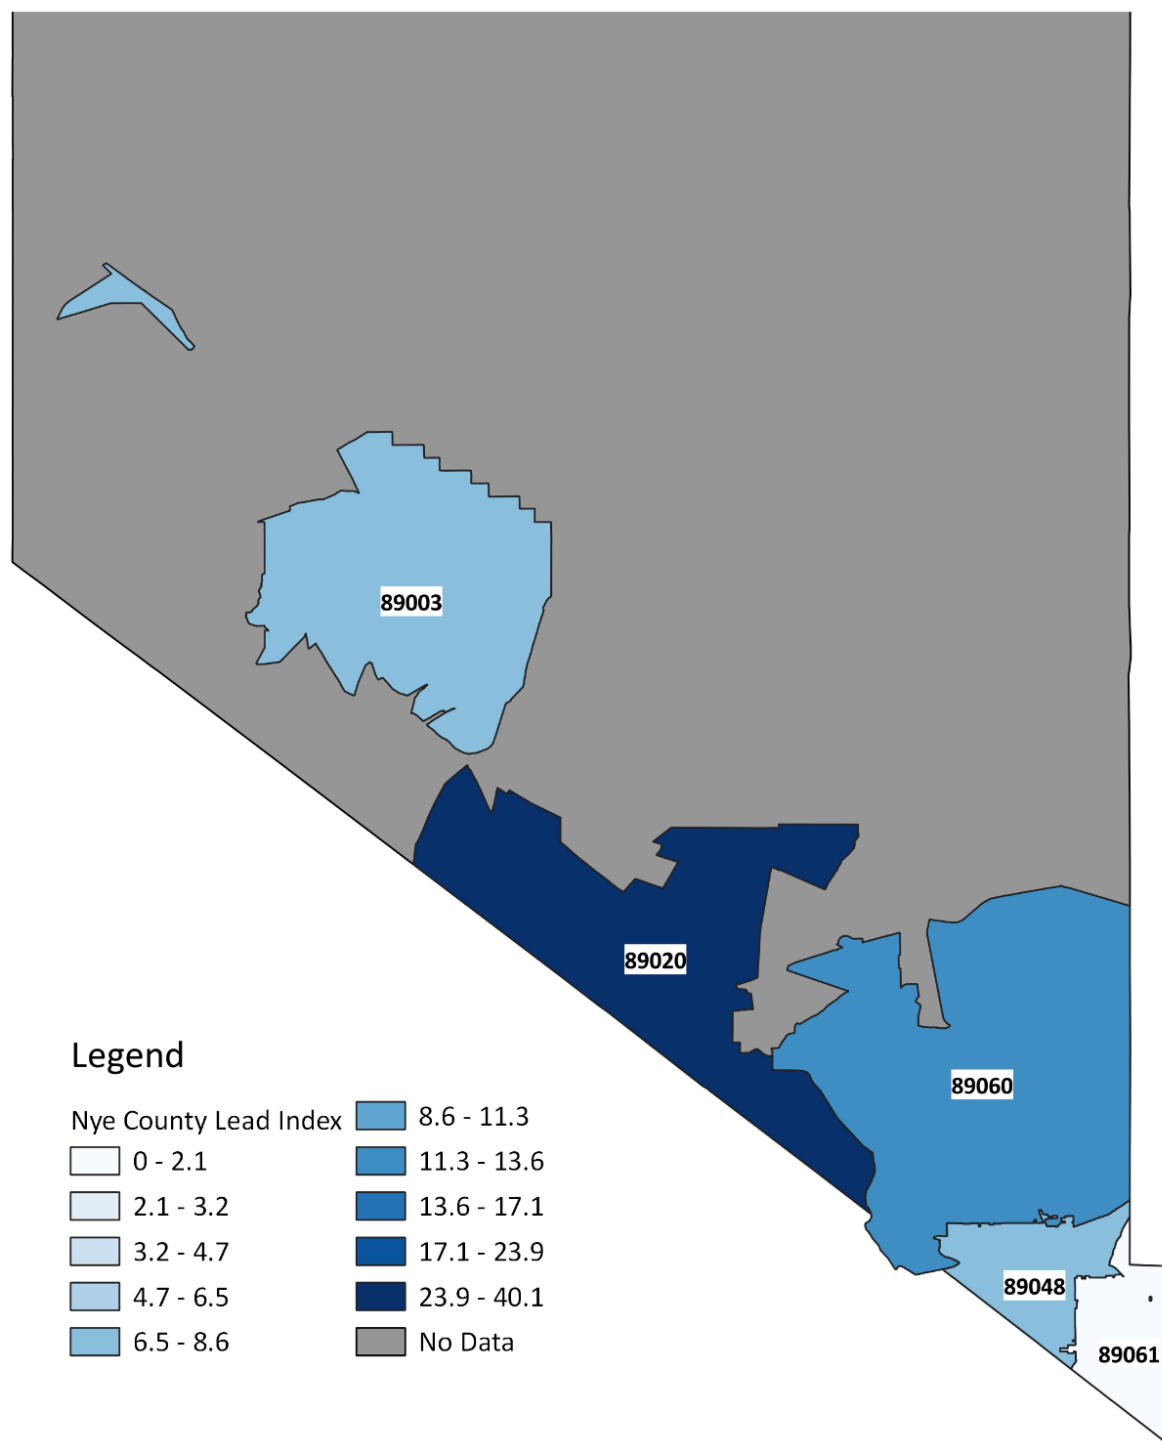 89003
89020
89060
89048
89061
Legend
Nye County Lead Index
0 - 2.1
2.1 - 3.2
3.2 - 4.7
4.7 - 6.5
6.5 - 8.6
8.6 - 11.3
11.3 - 13.6
13.6 - 17.1
17.1 - 23.9
23.9 - 40.1
No Data